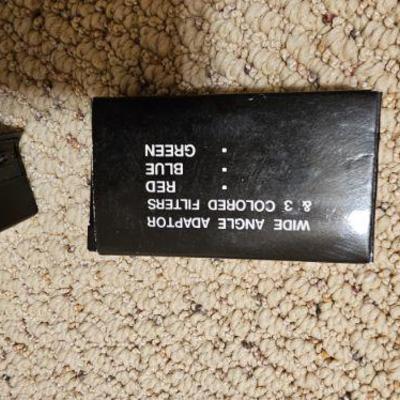 WIDE ANGLE ADAPTOR
& 3 COLORED FILTERS
• RED
• BLUE
• GREEN